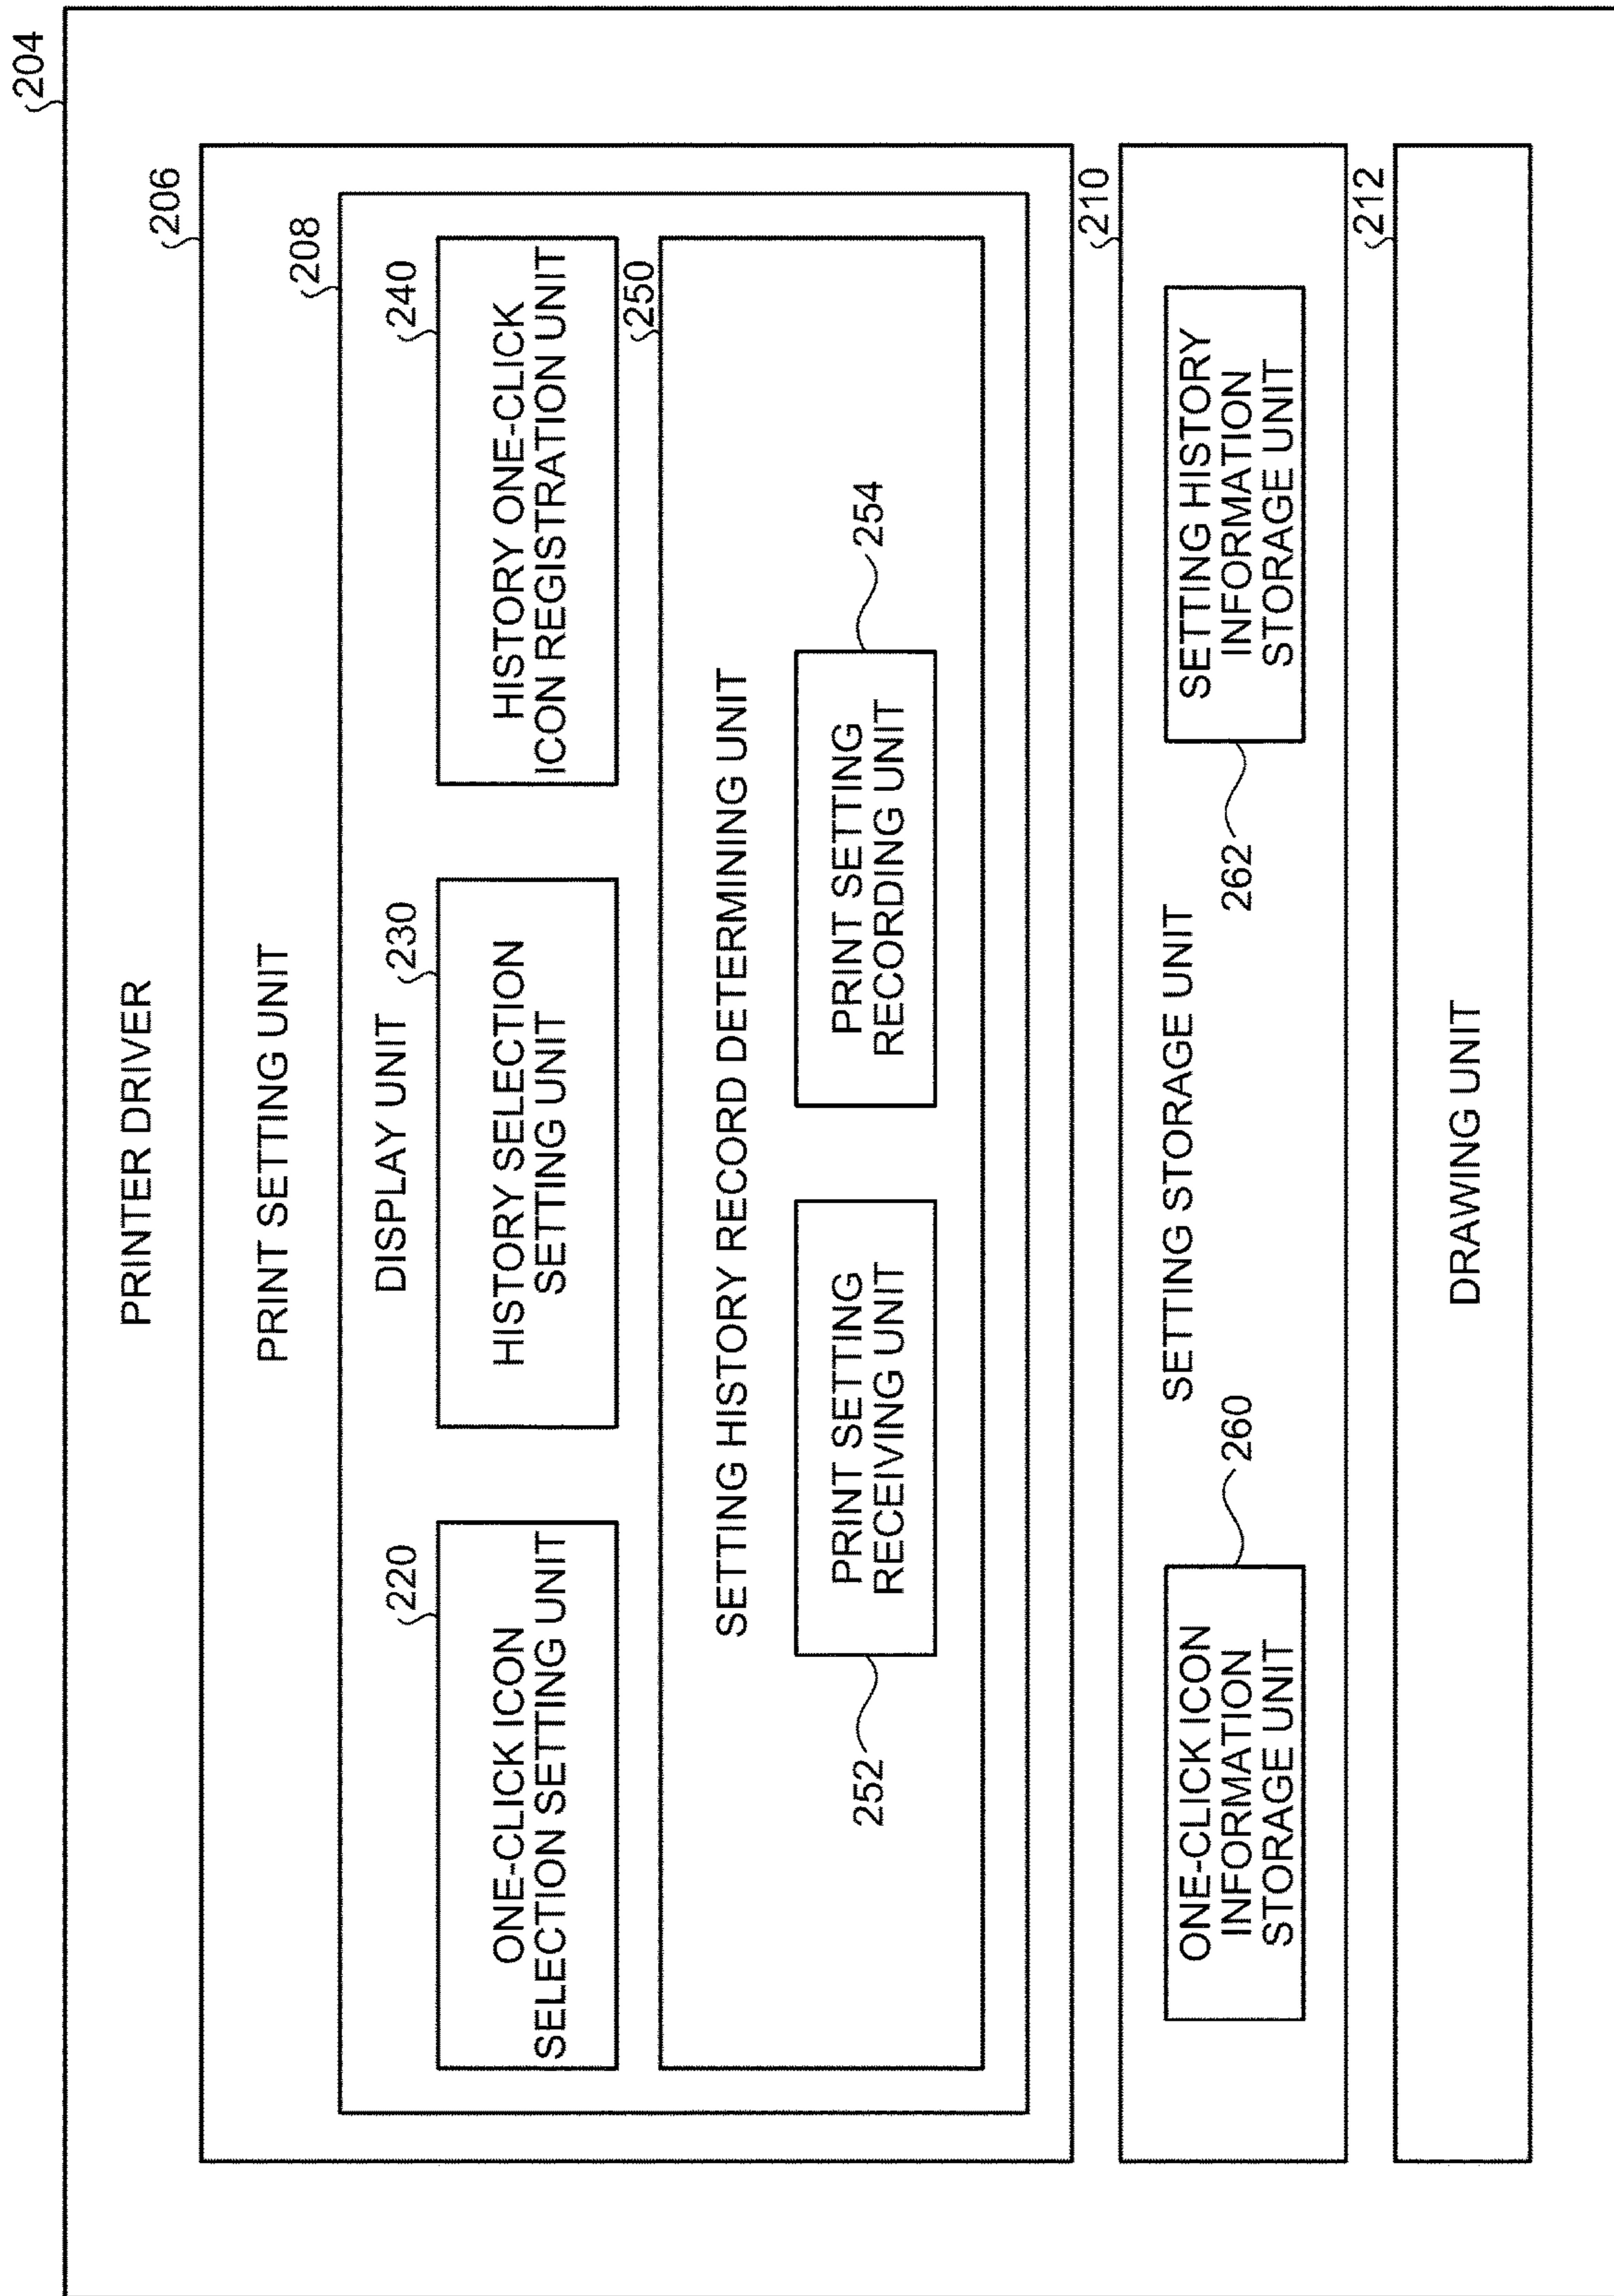 204
PRINTER DRIVER
206
PRINT SETTING UNIT
208
DISPLAY UNIT
220
ONE-CLICK ICON
SELECTION SETTING UNIT
230
HISTORY SELECTION
SETTING UNIT
240
HISTORY ONE-CLICK
ICON REGISTRATION UNIT
250
SETTING HISTORY RECORD DETERMINING UNIT
252
PRINT SETTING
RECEIVING UNIT
PRINT SETTING
RECORDING UNIT
254
210
SETTING STORAGE UNIT
ONE-CLICK ICON
INFORMATION
STORAGE UNIT
260
262
SETTING HISTORY
INFORMATION
STORAGE UNIT
212
DRAWING UNIT